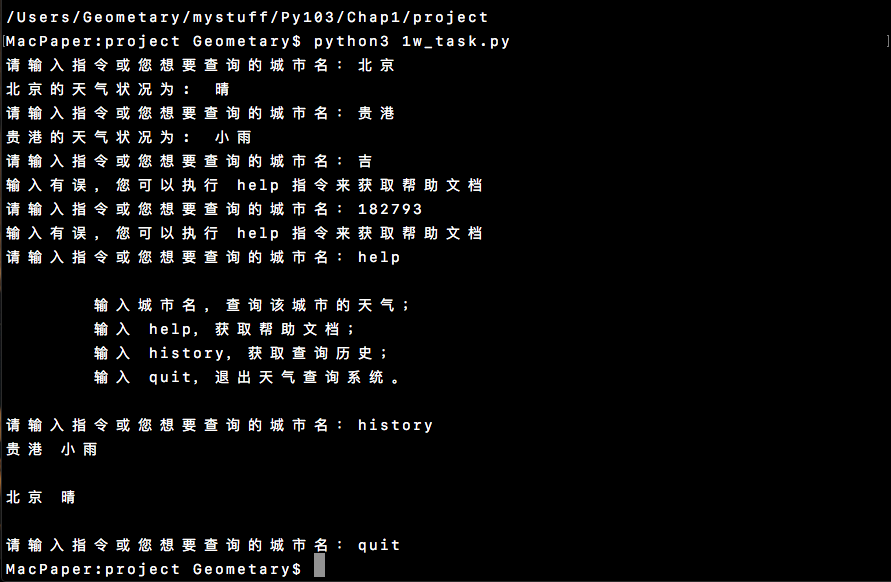 /Users/Geometary/mystuff/Py103/Chap1/project
[MacPaper:project Geometary$ python3 1w_task.py ]
请输入指令或您想要查询的城市名：北京
北京的天气状况为： 晴
请输入指令或您想要查询的城市名：贵港
贵港的天气状况为： 小雨
请输入指令或您想要查询的城市名：吉
输入有误，您可以执行 help 指令来获取帮助文档
请输入指令或您想要查询的城市名：182793
输入有误，您可以执行 help 指令来获取帮助文档
请输入指令或您想要查询的城市名：help
输入城市名，查询该城市的天气；
输入 help，获取帮助文档；
输入 history，获取查询历史；
输入 quit，退出天气查询系统。
请输入指令或您想要查询的城市名：history
贵港 小雨
北京 晴
请输入指令或您想要查询的城市名：quit
MacPaper:project Geometary$